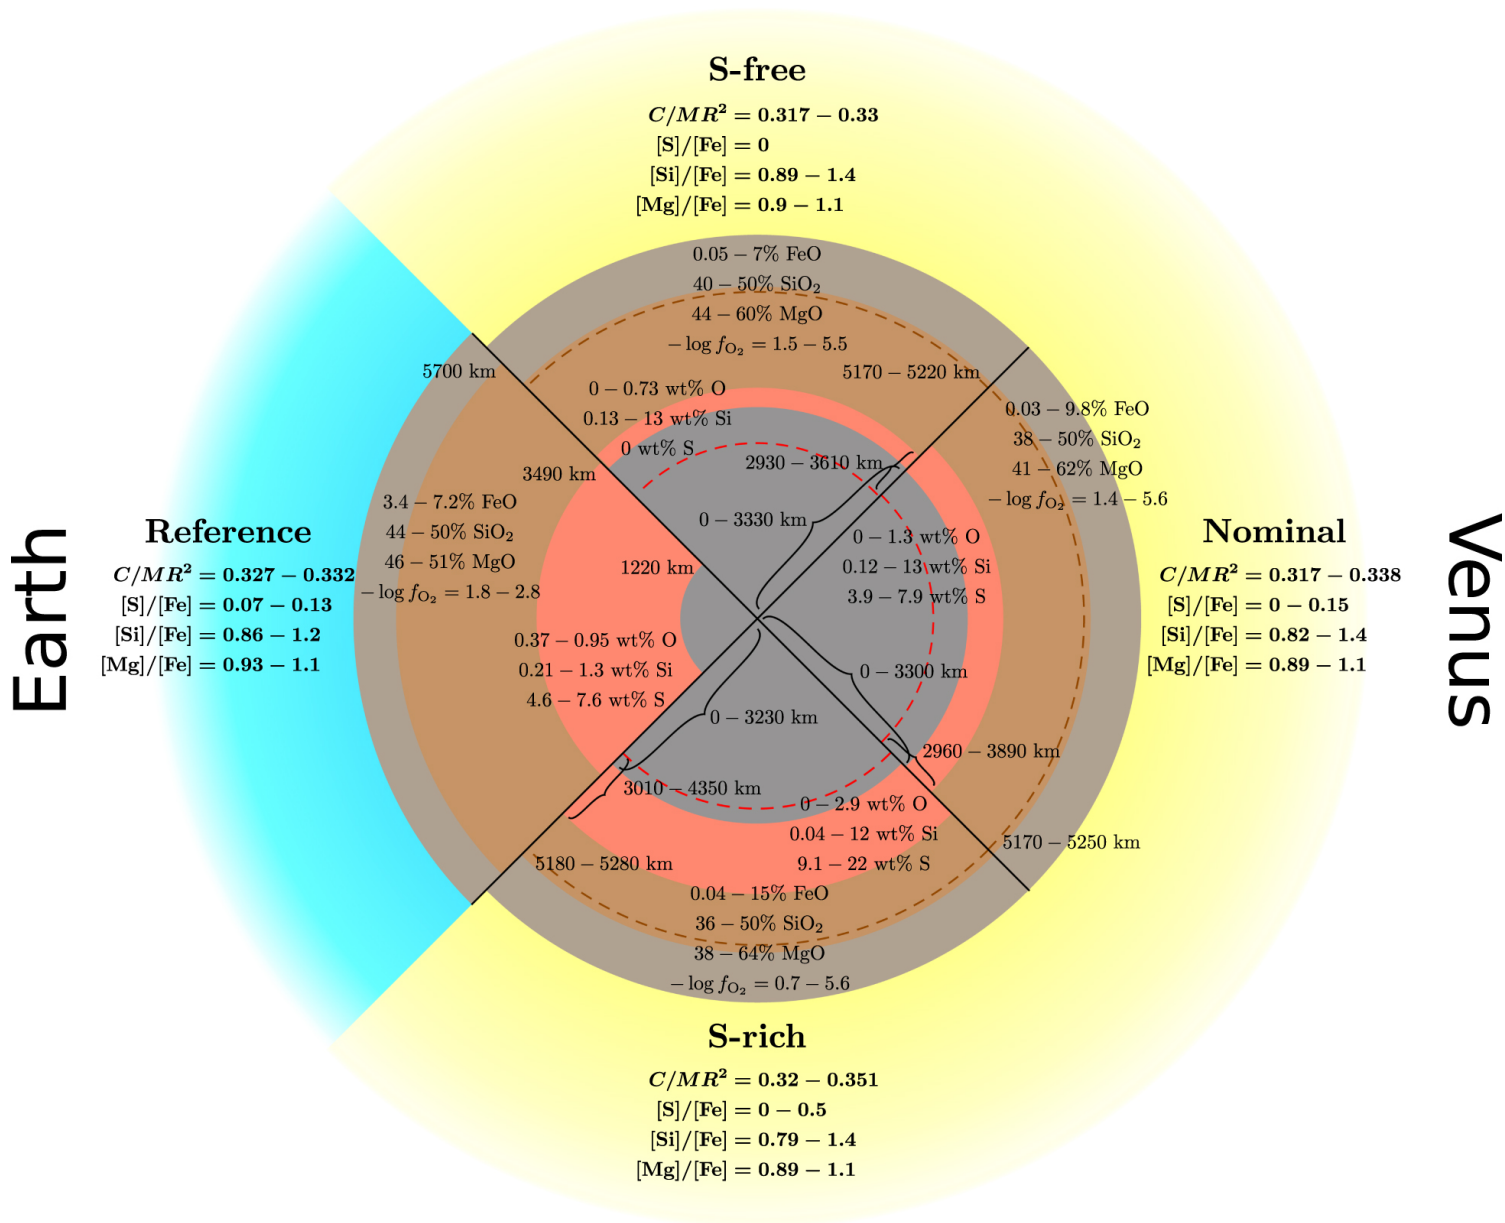 S-free
C/MR² = 0.317 – 0.33
[S]/[Fe] = 0
[Si]/[Fe] = 0.89 – 1.4
[Mg]/[Fe] = 0.9 – 1.1
0.05 – 7% FeO
40 – 50% SiO₂
44 – 60% MgO
– log f_O₂ = 1.5 – 5.5
5170 – 5220 km
0 – 0.73 wt% O
0.13 – 13 wt% Si
0 wt% S
2930 – 3610 km
0 – 3330 km
Earth
Reference
C/MR² = 0.327 – 0.332
[S]/[Fe] = 0.07 – 0.13
[Si]/[Fe] = 0.86 – 1.2
[Mg]/[Fe] = 0.93 – 1.1
5700 km
3490 km
3.4 – 7.2% FeO
44 – 50% SiO₂
46 – 51% MgO
– log f_O₂ = 1.8 – 2.8
1220 km
0.37 – 0.95 wt% O
0.21 – 1.3 wt% Si
4.6 – 7.6 wt% S
0.03 – 9.8% FeO
38 – 50% SiO₂
41 – 62% MgO
– log f_O₂ = 1.4 – 5.6
0 – 1.3 wt% O
0.12 – 13 wt% Si
3.9 – 7.9 wt% S
0 – 3300 km
2960 – 3890 km
5170 – 5250 km
Nominal
C/MR² = 0.317 – 0.338
[S]/[Fe] = 0 – 0.15
[Si]/[Fe] = 0.82 – 1.4
[Mg]/[Fe] = 0.89 – 1.1
Venus
0 – 3230 km
3010 – 4350 km
0 – 2.9 wt% O
0.04 – 12 wt% Si
9.1 – 22 wt% S
5180 – 5280 km
0.04 – 15% FeO
36 – 50% SiO₂
38 – 64% MgO
– log f_O₂ = 0.7 – 5.6
S-rich
C/MR² = 0.32 – 0.351
[S]/[Fe] = 0 – 0.5
[Si]/[Fe] = 0.79 – 1.4
[Mg]/[Fe] = 0.89 – 1.1